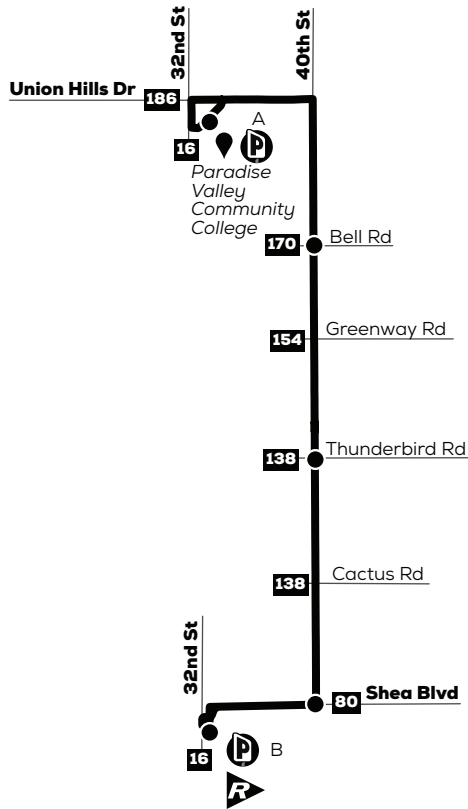 32nd St
40th St
Union Hills Dr
186
A
16
P
Paradise
Valley
Community
College
170
Bell Rd
154
Greenway Rd
138
Thunderbird Rd
138
Cactus Rd
32nd St
80
Shea Blvd
16
P
B
R